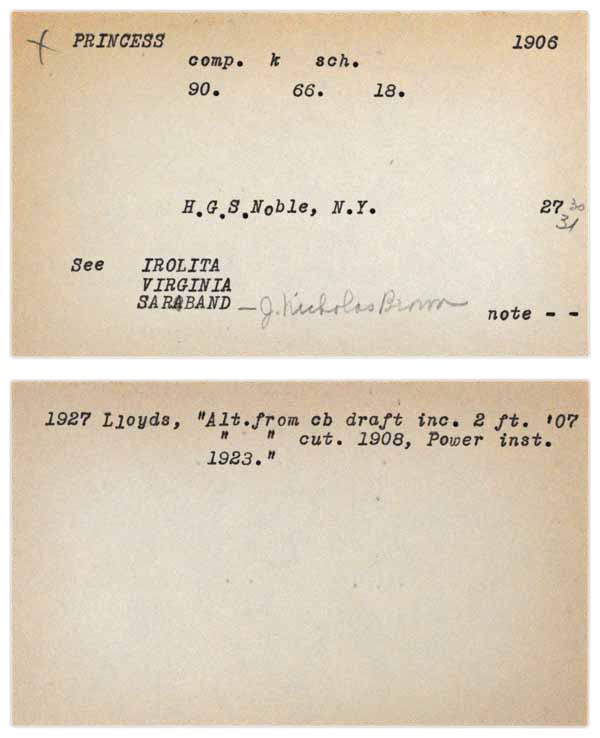 PRINCESS 1906
comp. k sch.
90. 66. 18.
H.G.S.Noble, N.Y. 27 30
31
See IROLITA
VIRGINIA
SARABAND - J. Nicholas Brown
note - -
1927 Lloyds, "Alt.from cb draft inc. 2 ft. '07
" " cut. 1908, Power inst.
1923."